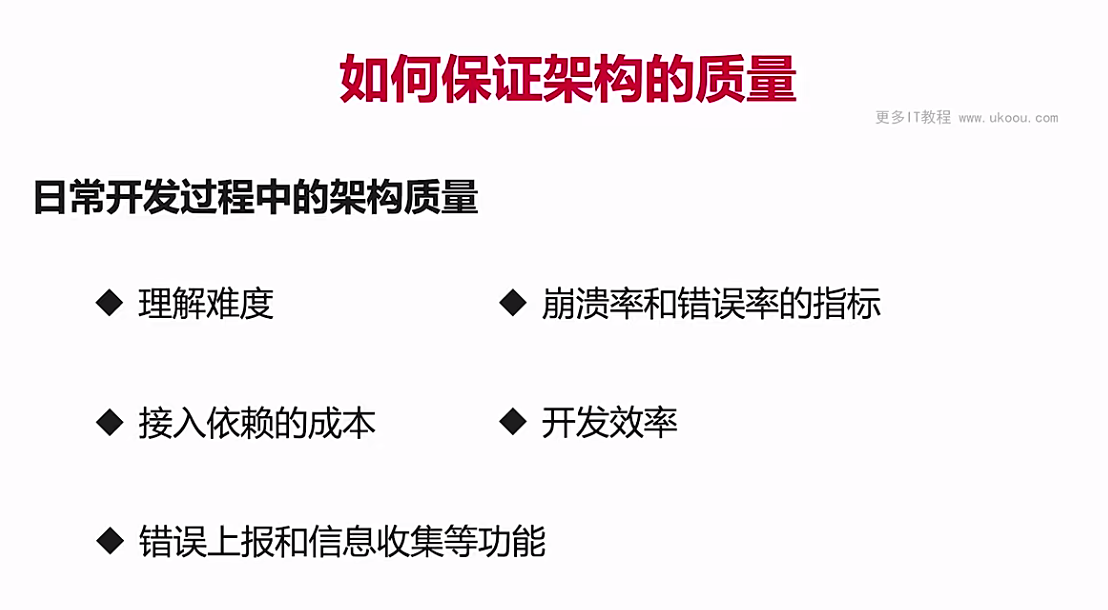 如何保证架构的质量
更多IT教程 www.ukoou.com
日常开发过程中的架构质量
◆ 理解难度
◆ 崩溃率和错误率的指标
◆ 接入依赖的成本
◆ 开发效率
◆ 错误上报和信息收集等功能